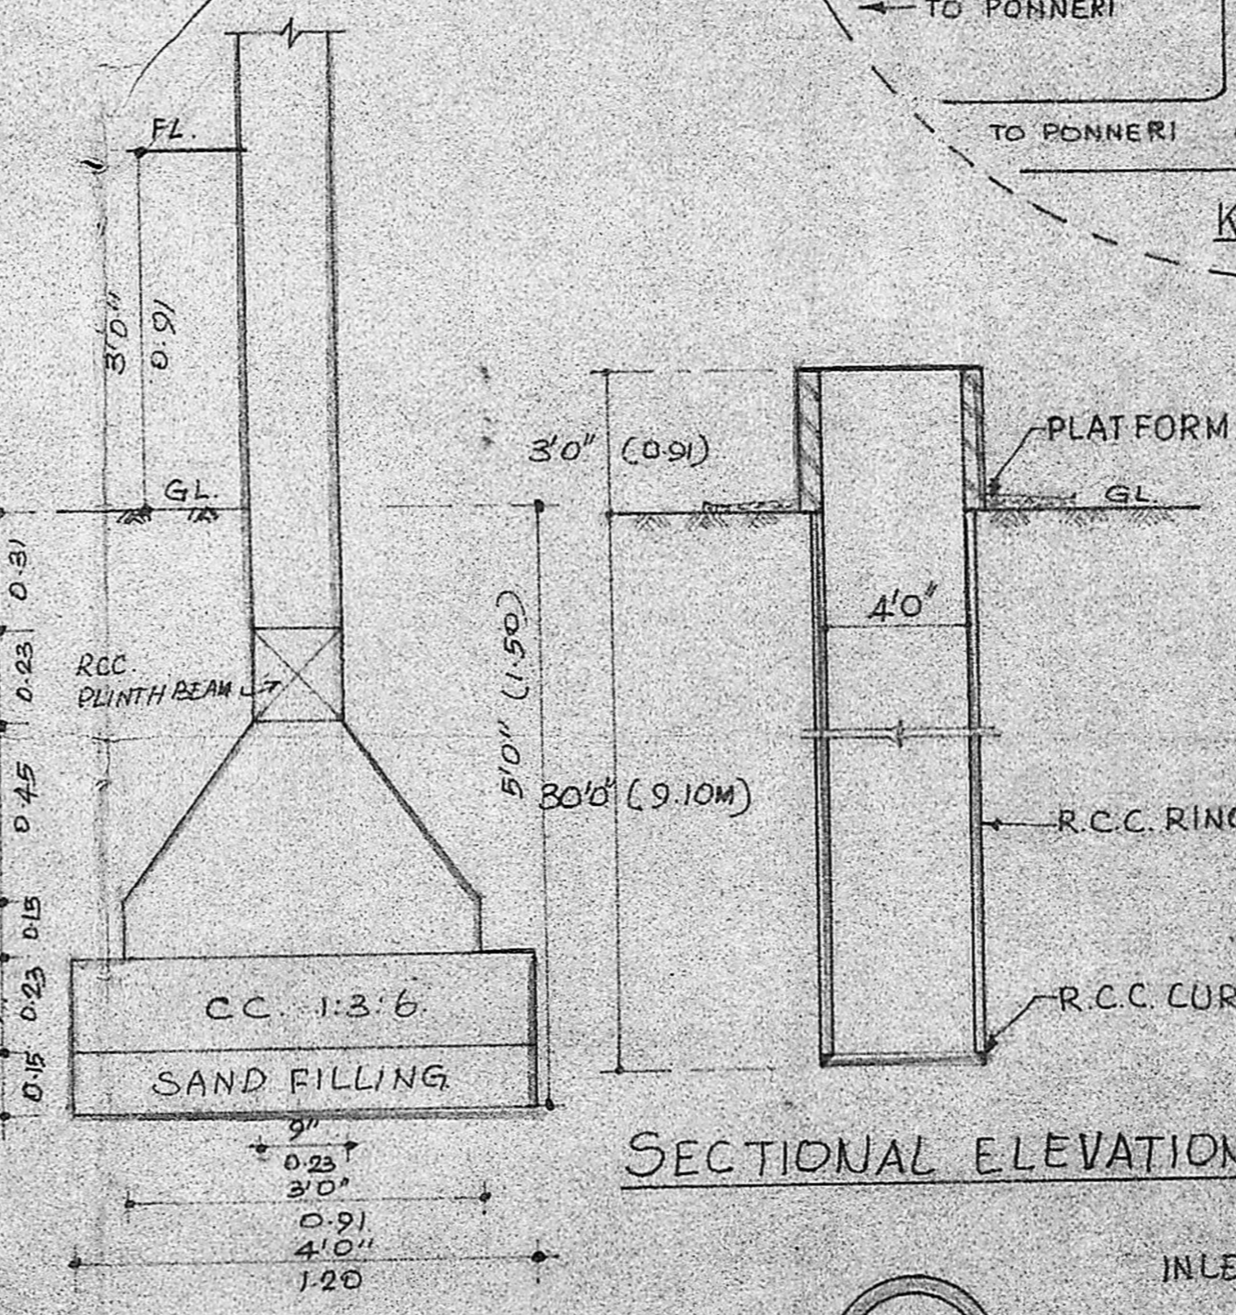 TO PONNERI
TO PONNERI
K
FL.
3'0"
0.91
GL.
0.31
0.23
0.45
0.15
0.23
0.15
RCC.
PLINTH BEAM
5'0" (1.50)
CC. 1:3:6.
SAND FILLING
9"
0.23
3'0"
0.91
4'0"
1.20
3'0" (0.91)
PLATFORM
GL.
4'0"
30'0" (9.10M)
R.C.C. RING
R.C.C. CUR
SECTIONAL ELEVATION
INLE